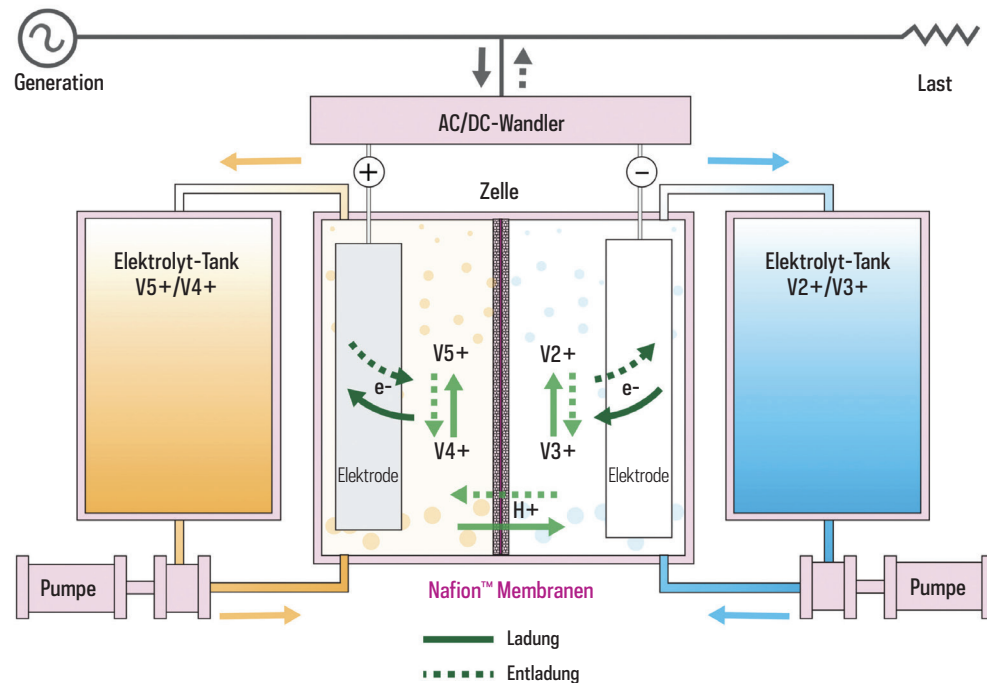 Generation
Last
AC/DC-Wandler
+
−
Zelle
Elektrolyt-Tank
V5+/V4+
Elektrolyt-Tank
V2+/V3+
V5+
V2+
e-
e-
V4+
V3+
Elektrode
Elektrode
H+
Pumpe
Pumpe
Nafion™ Membranen
Ladung
Entladung